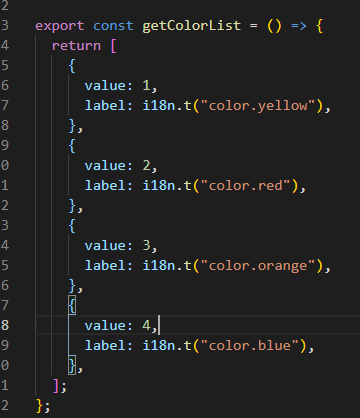 2
3 export const getColorList = () => {
4 return [
5 {
6 value: 1,
7 label: i18n.t("color.yellow"),
8 },
9 {
0 value: 2,
1 label: i18n.t("color.red"),
2 },
3 {
4 value: 3,
5 label: i18n.t("color.orange"),
6 },
7 {
8 value: 4,
9 label: i18n.t("color.blue"),
0 },
1 ];
2 };